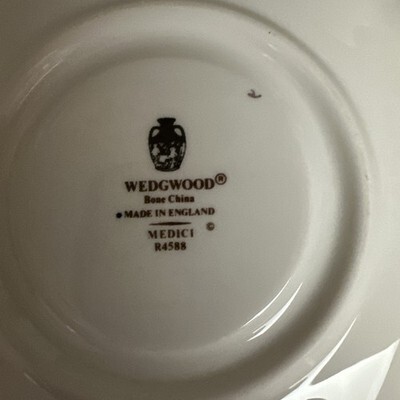 WEDGWOOD®
Bone China
MADE IN ENGLAND
©
MEDICI
R4588